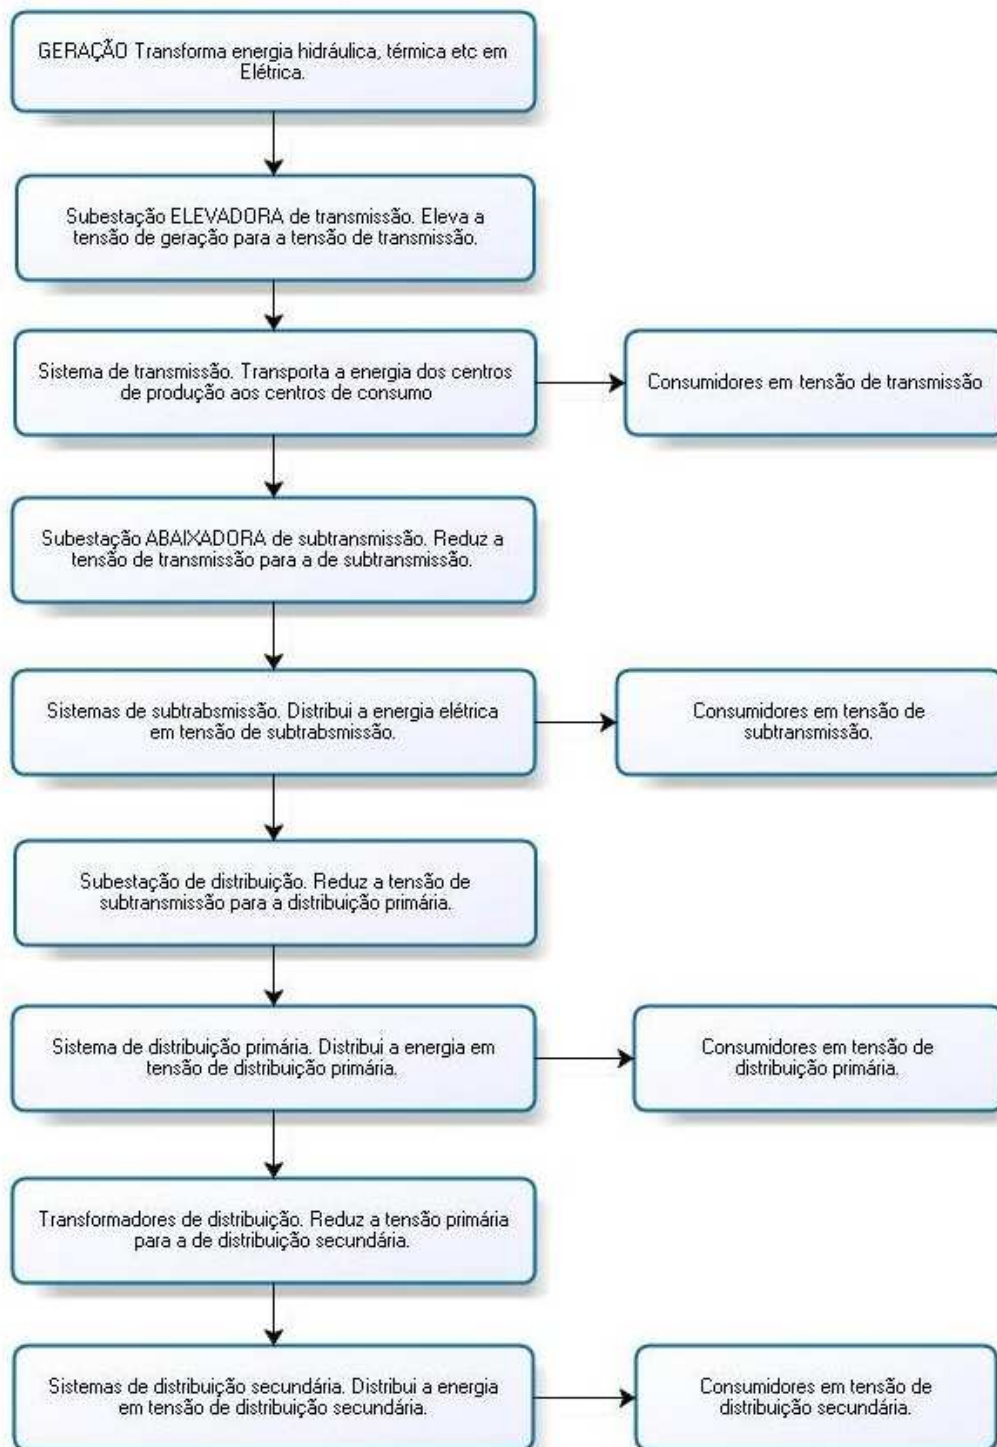 GERAÇÃO Transforma energia hidráulica, térmica etc em
Elétrica.
Subestação ELEVADORA de transmissão. Eleva a
tensão de geração para a tensão de transmissão.
Sistema de transmissão. Transporta a energia dos centros
de produção aos centros de consumo
Consumidores em tensão de transmissão
Subestação ABAIXADORA de subtransmissão. Reduz a
tensão de transmissão para a de subtransmissão.
Sistemas de subtrabsmissão. Distribui a energia elétrica
em tensão de subtrabsmissão.
Consumidores em tensão de
subtransmissão.
Subestação de distribuição. Reduz a tensão de
subtransmissão para a distribuição primária.
Sistema de distribuição primária. Distribui a energia em
tensão de distribuição primária.
Consumidores em tensão de
distribuição primária.
Transformadores de distribuição. Reduz a tensão primária
para a de distribuição secundária.
Sistemas de distribuição secundária. Distribui a energia
em tensão de distribuição secundária.
Consumidores em tensão de
distribuição secundária.